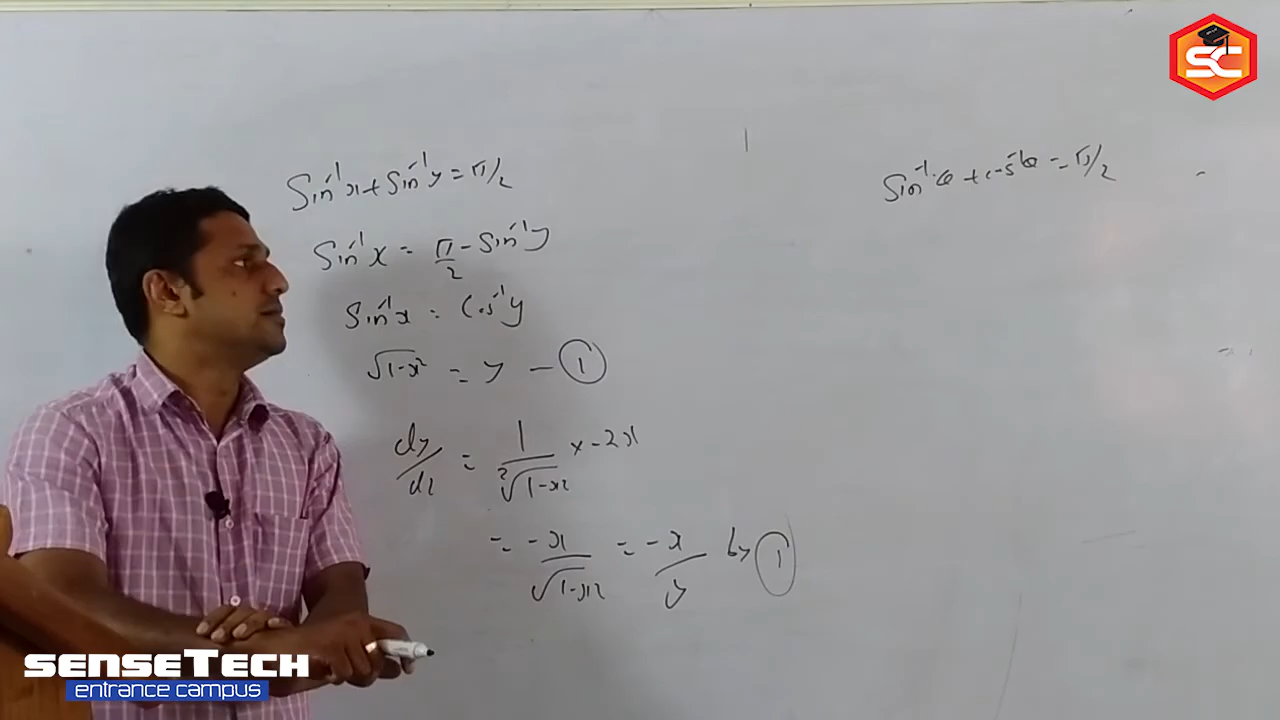 Sin⁻¹x + Sin⁻¹y = π/2
Sin⁻¹x = π/2 - Sin⁻¹y
Sin⁻¹x = Cos⁻¹y
√1-x² = y — ①
dy/dx = 1/2√1-x² × -2x
= -x/√1-x² = -x/y by ①
Sin⁻¹θ + cos⁻¹θ = π/2
SC
SENSETECH
entrance campus